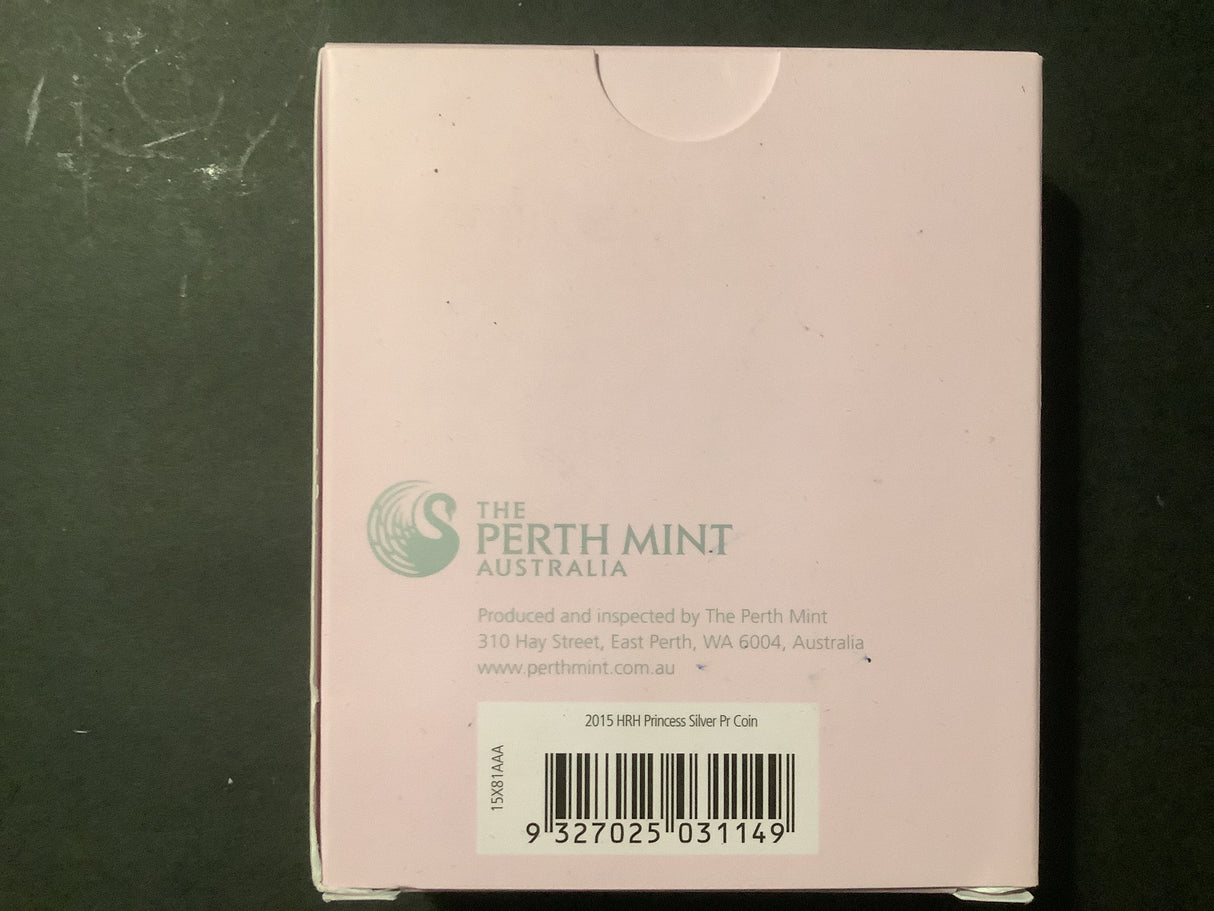 THE
PERTH MINT
AUSTRALIA
Produced and inspected by The Perth Mint
310 Hay Street, East Perth, WA 6004, Australia
www.perthmint.com.au
2015 HRH Princess Silver Pr Coin
15X81AAA
9 327025 031149